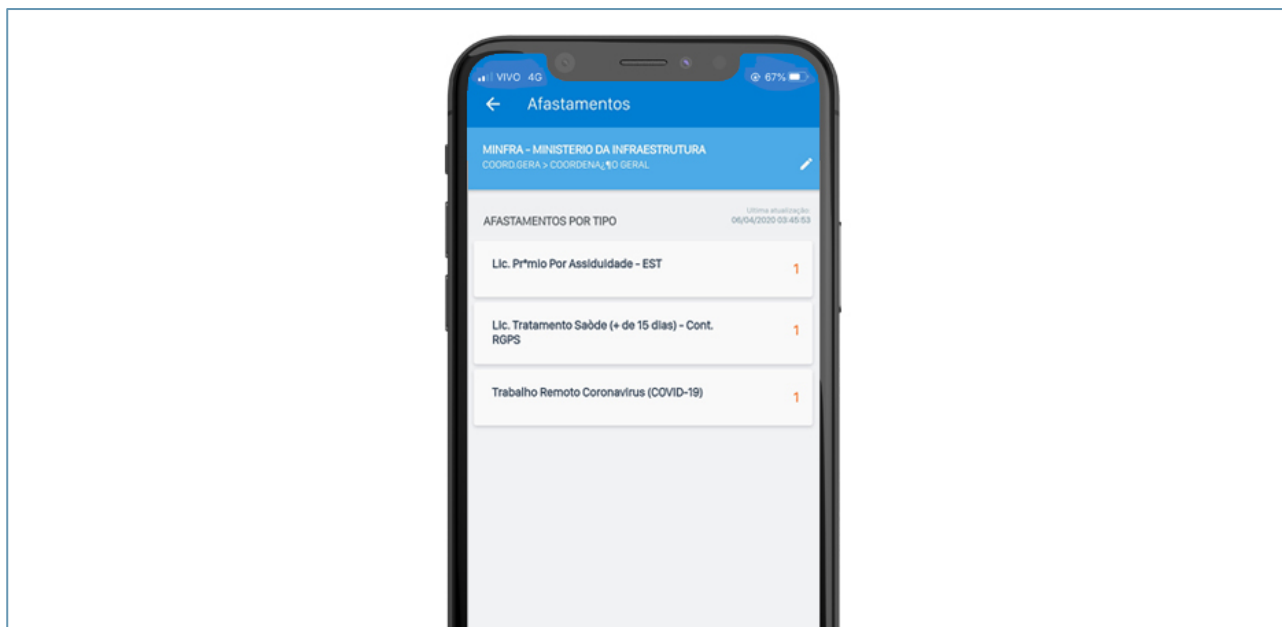 VIVO 4G
67%
Afastamentos
MINFRA - MINISTERIO DA INFRAESTRUTURA
COORD.GERA > COORDENA¿¶O GERAL
AFASTAMENTOS POR TIPO
Ultima atualização:
06/04/2020 03:45:53
Lic. Pr*mio Por Assiduidade - EST
1
Lic. Tratamento Saòde (+ de 15 dias) - Cont.
RGPS
1
Trabalho Remoto Coronavirus (COVID-19)
1